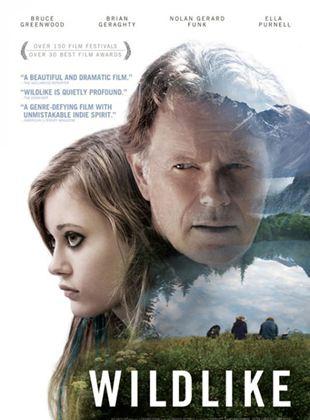 BRUCE GREENWOOD BRIAN GERAGHTY NOLAN GERARD FUNK ELLA PURNELL
OVER 150 FILM FESTIVALS
OVER 30 BEST FILM AWARDS
"A BEAUTIFUL AND DRAMATIC FILM."
"WILDLIKE IS QUIETLY PROFOUND."
"A GENRE-DEFYING FILM WITH
UNMISTAKABLE INDIE SPIRIT."
WILDLIKE